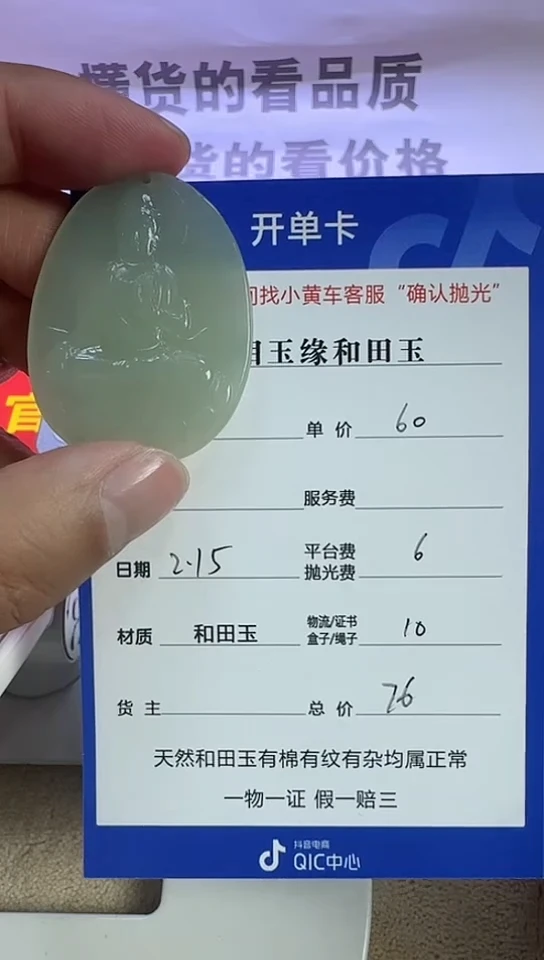 懂货的看品质
货的看价格
开单卡
找小黄车客服“确认抛光”
玉缘和田玉
单价 60
服务费
日期 2.15 平台费 抛光费 6
材质 和田玉 物流/证书 盒子/绳子 10
货主 总价 76
天然和田玉有棉有纹有杂均属正常
一物一证 假一赔三
抖音电商
QIC中心
官